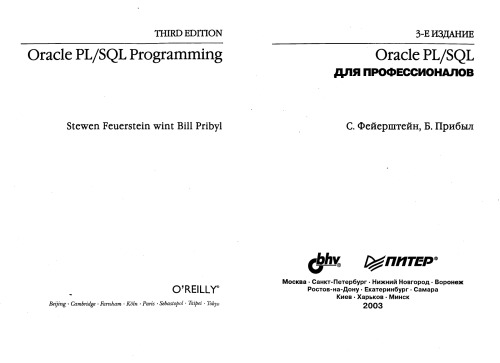 THIRD EDITION
Oracle PL/SQL Programming
Stewen Feuerstein wint Bill Pribyl
O'REILLY®
Beijing · Cambridge · Farnham · Köln · Paris · Sebastopol · Taipei · Tokyo
3-Е ИЗДАНИЕ
Oracle PL/SQL
ДЛЯ ПРОФЕССИОНАЛОВ
С. Фейерштейн, Б. Прибыл
bhv® ПИТЕР®
Москва · Санкт-Петербург · Нижний Новгород · Воронеж
Ростов-на-Дону · Екатеринбург · Самара
Киев · Харьков · Минск
2003